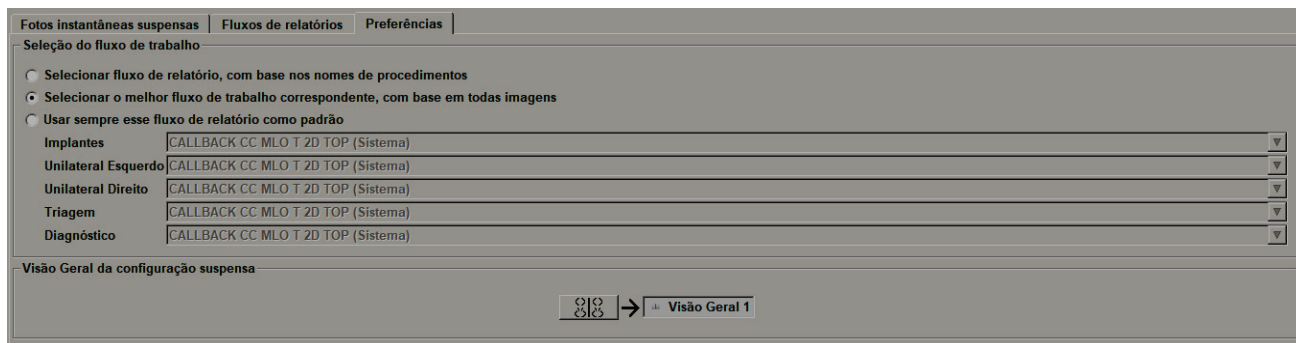 Fotos instantâneas suspensas Fluxos de relatórios Preferências
Seleção do fluxo de trabalho
Selecionar fluxo de relatório, com base nos nomes de procedimentos
Selecionar o melhor fluxo de trabalho correspondente, com base em todas imagens
Usar sempre esse fluxo de relatório como padrão
Implantes CALLBACK CC MLO T 2D TOP (Sistema)
Unilateral Esquerdo CALLBACK CC MLO T 2D TOP (Sistema)
Unilateral Direito CALLBACK CC MLO T 2D TOP (Sistema)
Triagem CALLBACK CC MLO T 2D TOP (Sistema)
Diagnóstico CALLBACK CC MLO T 2D TOP (Sistema)
Visão Geral da configuração suspensa
Visão Geral 1